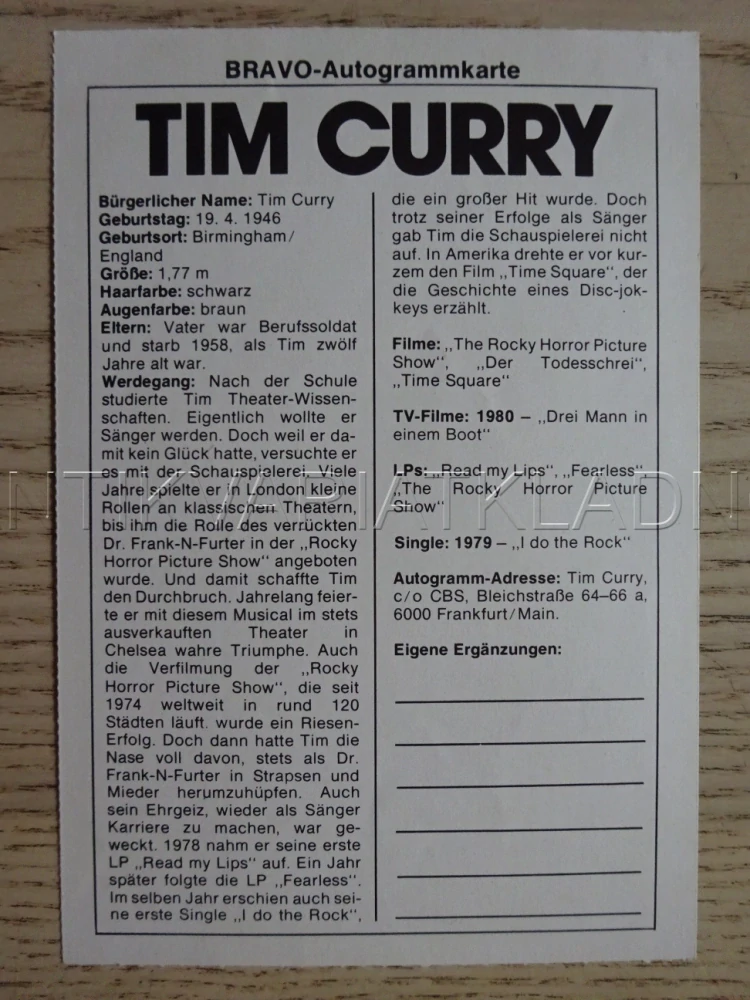 BRAVO-Autogrammkarte
TIM CURRY
Bürgerlicher Name: Tim Curry
Geburtstag: 19. 4. 1946
Geburtsort: Birmingham/
England
Größe: 1,77 m
Haarfarbe: schwarz
Augenfarbe: braun
Eltern: Vater war Berufssoldat
und starb 1958, als Tim zwölf
Jahre alt war.
Werdegang: Nach der Schule
studierte Tim Theater-Wissen-
schaften. Eigentlich wollte er
Sänger werden. Doch weil er da-
mit kein Glück hatte, versuchte er
es mit der Schauspielerei. Viele
Jahre spielte er in London kleine
Rollen an klassischen Theatern,
bis ihm die Rolle des verrückten
Dr. Frank-N-Furter in der „Rocky
Horror Picture Show“ angeboten
wurde. Und damit schaffte Tim
den Durchbruch. Jahrelang feier-
te er mit diesem Musical im stets
ausverkauften Theater in
Chelsea wahre Triumphe. Auch
die Verfilmung der „Rocky
Horror Picture Show“, die seit
1974 weltweit in rund 120
Städten läuft. wurde ein Riesen-
Erfolg. Doch dann hatte Tim die
Nase voll davon, stets als Dr.
Frank-N-Furter in Strapsen und
Mieder herumzuhüpfen. Auch
sein Ehrgeiz, wieder als Sänger
Karriere zu machen, war ge-
weckt. 1978 nahm er seine erste
LP „Read my Lips“ auf. Ein Jahr
später folgte die LP „Fearless“.
Im selben Jahr erschien auch sei-
ne erste Single „I do the Rock“,
die ein großer Hit wurde. Doch
trotz seiner Erfolge als Sänger
gab Tim die Schauspielerei nicht
auf. In Amerika drehte er vor kur-
zem den Film „Time Square“, der
die Geschichte eines Disc-jok-
keys erzählt.
Filme: „The Rocky Horror Picture
Show“, „Der Todesschrei“,
„Time Square“
TV-Filme: 1980 – „Drei Mann in
einem Boot“
LPs: „Read my Lips“, „Fearless“
„The Rocky Horror Picture
Show“
Single: 1979 – „I do the Rock“
Autogramm-Adresse: Tim Curry,
c/o CBS, Bleichstraße 64–66 a,
6000 Frankfurt/Main.
Eigene Ergänzungen: